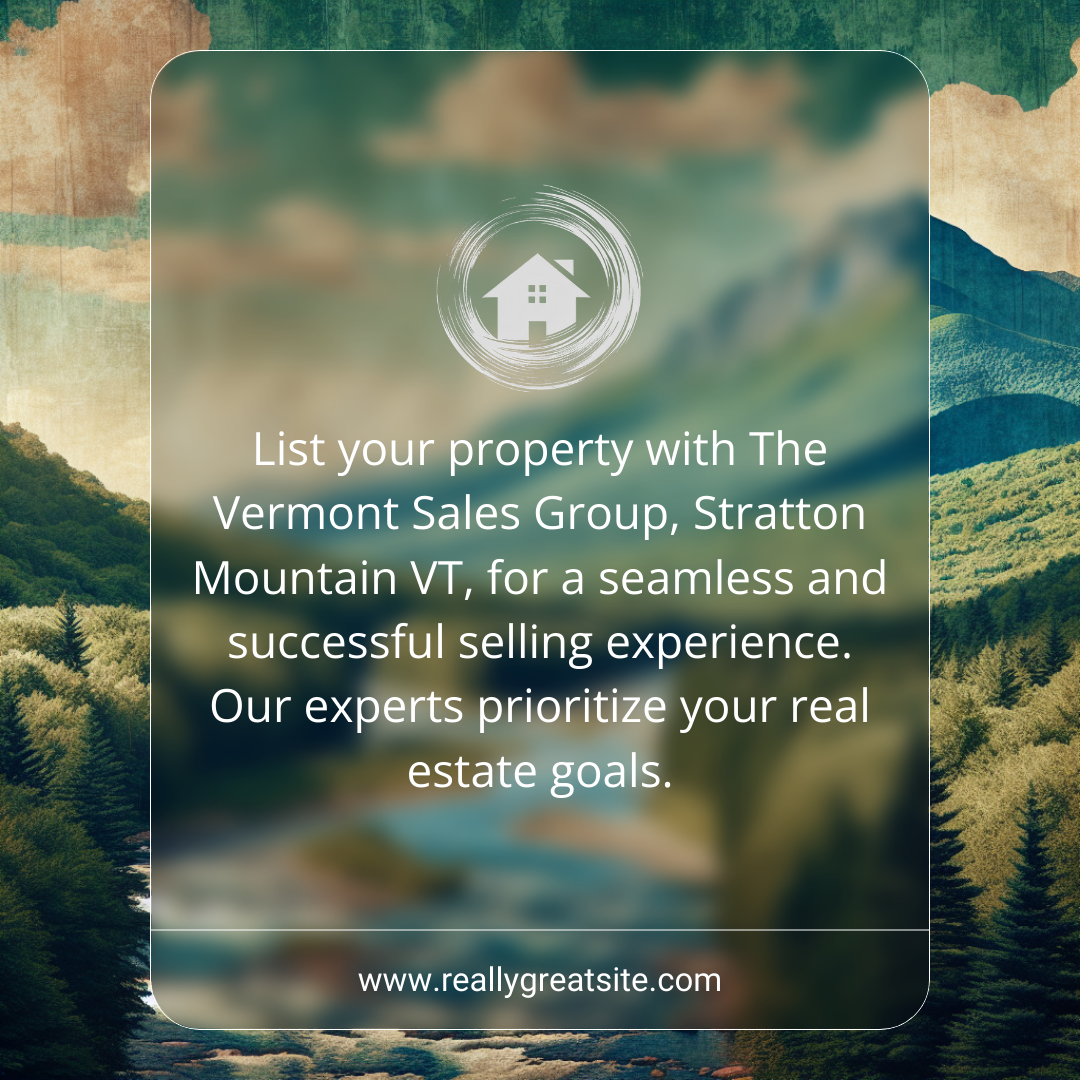 List your property with The
Vermont Sales Group, Stratton
Mountain VT, for a seamless and
successful selling experience.
Our experts prioritize your real
estate goals.
www.reallygreatsite.com